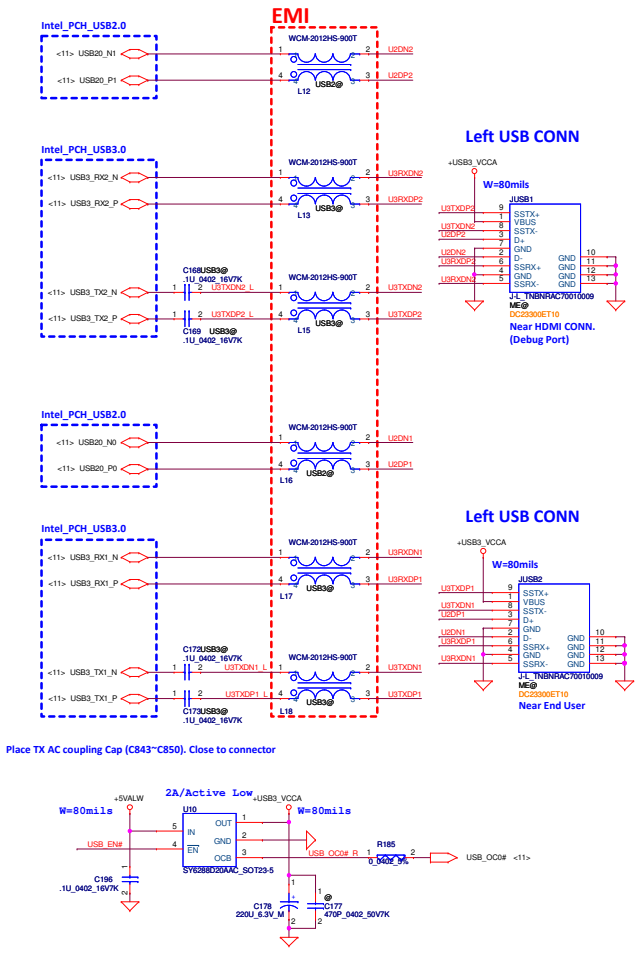 EMI
Intel_PCH_USB2.0
WCM-2012HS-900T
<11> USB20_N1
1 2 U2DN2
<11> USB20_P1
4 3 U2DP2
USB2@
L12
Intel_PCH_USB3.0
WCM-2012HS-900T
<11> USB3_RX2_N
1 2 U3RXDN2
<11> USB3_RX2_P
4 3 U3RXDP2
USB3@
L13
C168USB3@
.1U_0402_16V7K
WCM-2012HS-900T
<11> USB3_TX2_N
1 2 U3TXDN2_L 1 2 U3TXDN2
<11> USB3_TX2_P
1 2 U3TXDP2_L 4 3 U3TXDP2
C169 USB3@
.1U_0402_16V7K
USB3@
L15
Left USB CONN
+USB3_VCCA
W=80mils
JUSB1
U3TXDP2 9 SSTX+
1 VBUS
U3TXDN2 8 SSTX-
U2DP2 3 D+
7 GND
U2DN2 2 D- GND 10
U3RXDP2 6 SSRX+ GND 11
4 GND GND 12
U3RXDN2 5 SSRX- GND 13
J-L_TNBNRAC70010009
ME@
DC23300ET10
Near HDMI CONN.
(Debug Port)
Intel_PCH_USB2.0
WCM-2012HS-900T
<11> USB20_N0
1 2 U2DN1
<11> USB20_P0
4 3 U2DP1
USB2@
L16
Intel_PCH_USB3.0
WCM-2012HS-900T
<11> USB3_RX1_N
1 2 U3RXDN1
<11> USB3_RX1_P
4 3 U3RXDP1
USB3@
L17
C172USB3@
.1U_0402_16V7K
WCM-2012HS-900T
<11> USB3_TX1_N
1 2 U3TXDN1_L 1 2 U3TXDN1
<11> USB3_TX1_P
1 2 U3TXDP1_L 4 3 U3TXDP1
C173USB3@
.1U_0402_16V7K
USB3@
L18
Left USB CONN
+USB3_VCCA
W=80mils
JUSB2
U3TXDP1 9 SSTX+
1 VBUS
U3TXDN1 8 SSTX-
U2DP1 3 D+
7 GND
U2DN1 2 D- GND 10
U3RXDP1 6 SSRX+ GND 11
4 GND GND 12
U3RXDN1 5 SSRX- GND 13
J-L_TNBNRAC70010009
ME@
DC23300ET10
Near End User
Place TX AC coupling Cap (C843~C850). Close to connector
2A/Active Low
+5VALW
+USB3_VCCA
W=80mils
U10
W=80mils
5 IN OUT 1
GND 2
USB_EN# 4 EN
OCB 3 USB_OC0#_R 1 2 USB_OC0# <11>
R185
0_0402_5%
SY6288D20AAC_SOT23-5
1
C196
.1U_0402_16V7K
2
1
C178
220U_6.3V_M
2
+
1
@
C177
470P_0402_50V7K
2